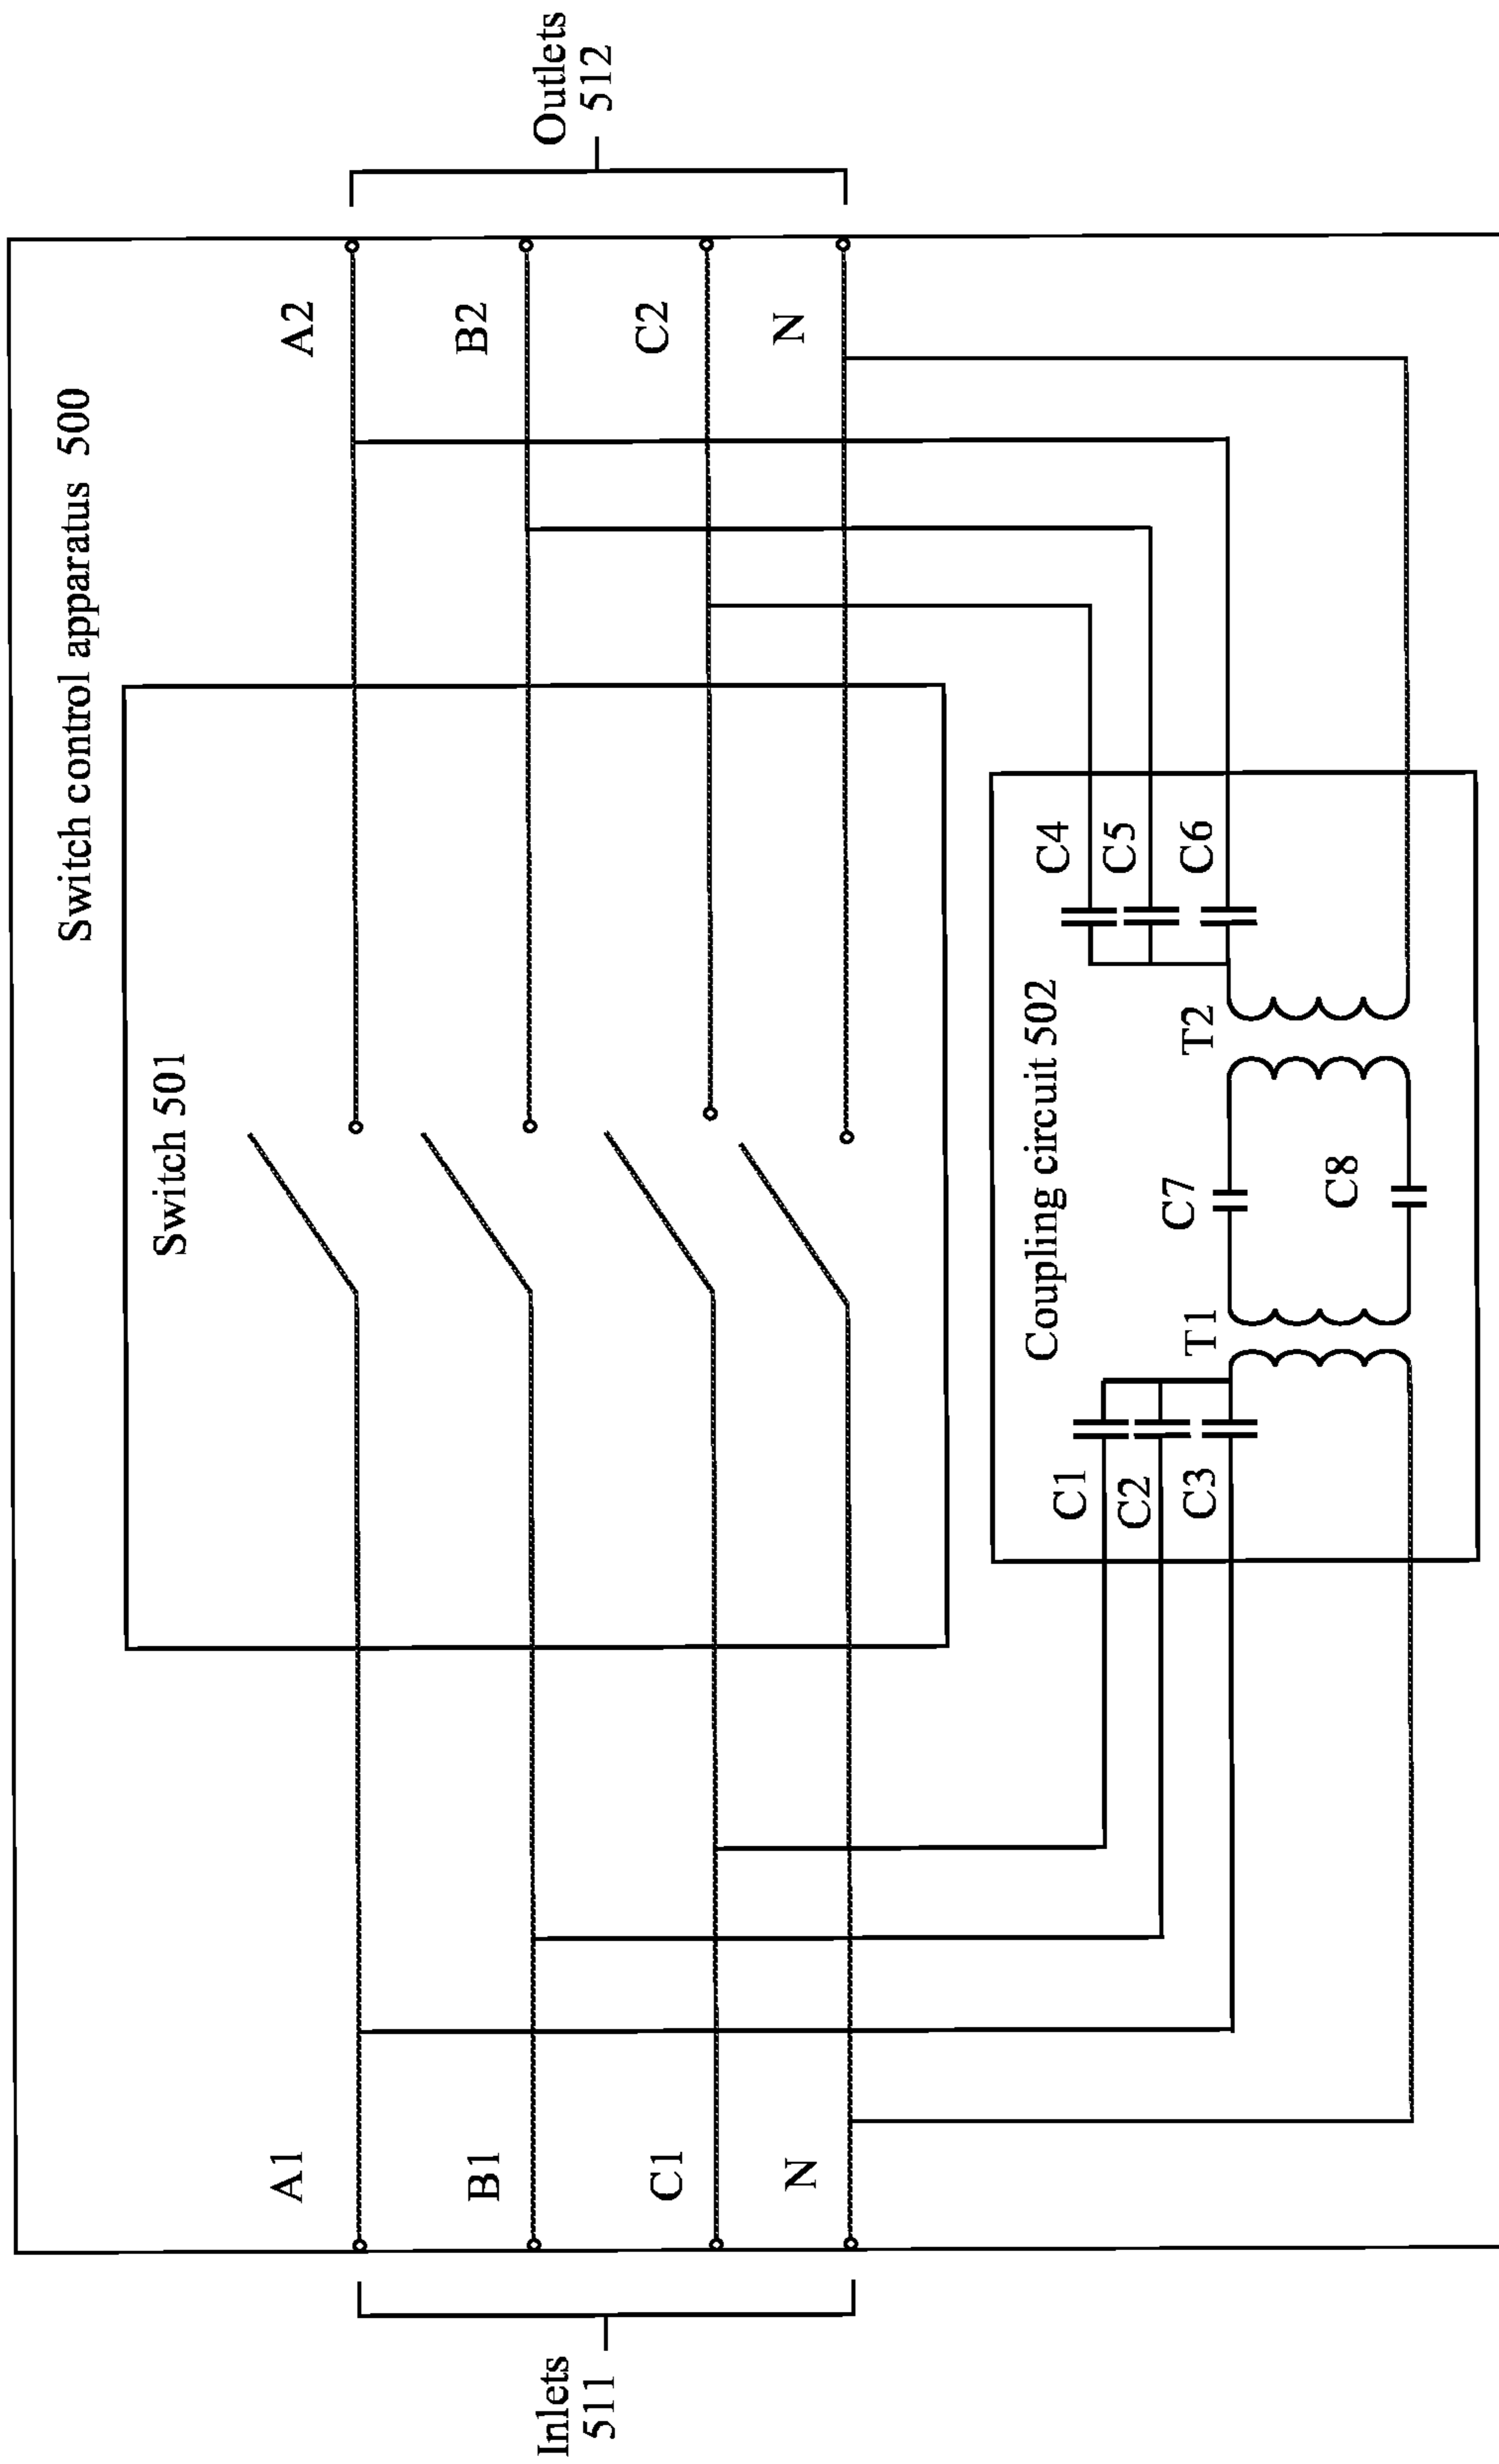 Switch control apparatus 500
Switch 501
Inlets
511
A1
B1
C1
N
A2
B2
C2
N
Outlets
512
Coupling circuit 502
C1
C2
C3
T1
C7
C8
T2
C4
C5
C6